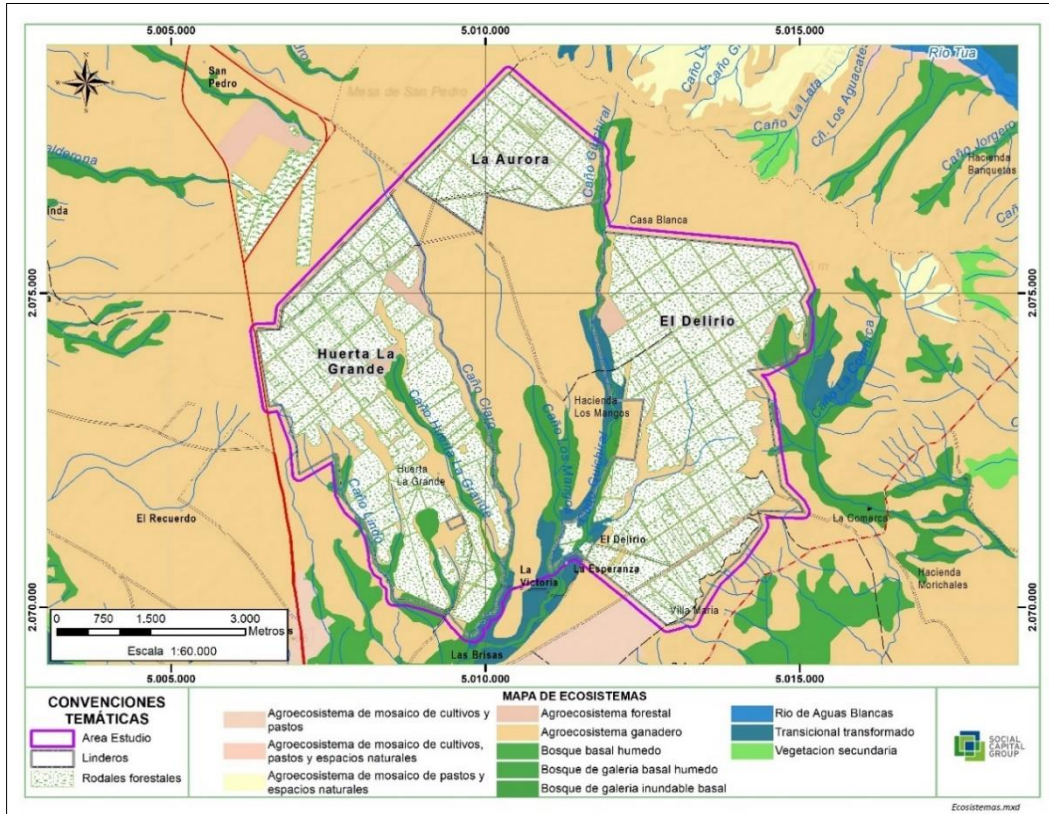 5.005.000
5.010.000
5.015.000
San
Pedro
Mesa de San Pedro
Rio Tua
Caño La Lata
Cñ. Los Aguacates
Caño Jorgero
Hacienda
Banquetas
La Aurora
Caño Guichiral
Casa Blanca
2.075.000
2.075.000
El Delirio
Huerta La
Grande
Caño Claro
Caño Huerta La Grande
Hacienda
Los Mangos
Caño Los Mangos
Caño Guichiral
Caño La Comarca
Caño Lindo
Huerta
La Grande
El Recuerdo
El Delirio
La Comarca
La Esperanza
La
Victoria
Hacienda
Morichales
2.070.000
2.070.000
Villa Maria
Las Brisas
0 750 1.500 3.000
Metros
Escala 1:60.000
5.005.000
5.010.000
5.015.000
CONVENCIONES
TEMÁTICAS
Area Estudio
Linderos
Rodales forestales
MAPA DE ECOSISTEMAS
Agroecosistema de mosaico de cultivos y
pastos
Agroecosistema de mosaico de cultivos,
pastos y espacios naturales
Agroecosistema de mosaico de pastos y
espacios naturales
Agroecosistema forestal
Agroecosistema ganadero
Bosque basal humedo
Bosque de galeria basal humedo
Bosque de galeria inundable basal
Rio de Aguas Blancas
Transicional transformado
Vegetacion secundaria
SOCIAL
CAPITAL
GROUP
Ecosistemas.mxd